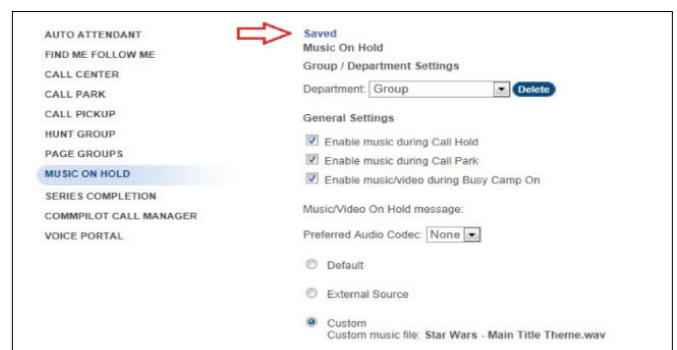 AUTO ATTENDANT
FIND ME FOLLOW ME
CALL CENTER
CALL PARK
CALL PICKUP
HUNT GROUP
PAGE GROUPS
MUSIC ON HOLD
SERIES COMPLETION
COMMPILOT CALL MANAGER
VOICE PORTAL
Saved
Music On Hold
Group / Department Settings
Department: Group Delete
General Settings
Enable music during Call Hold
Enable music during Call Park
Enable music/video during Busy Camp On
Music/Video On Hold message:
Preferred Audio Codec: None
Default
External Source
Custom
Custom music file: Star Wars - Main Title Theme.wav